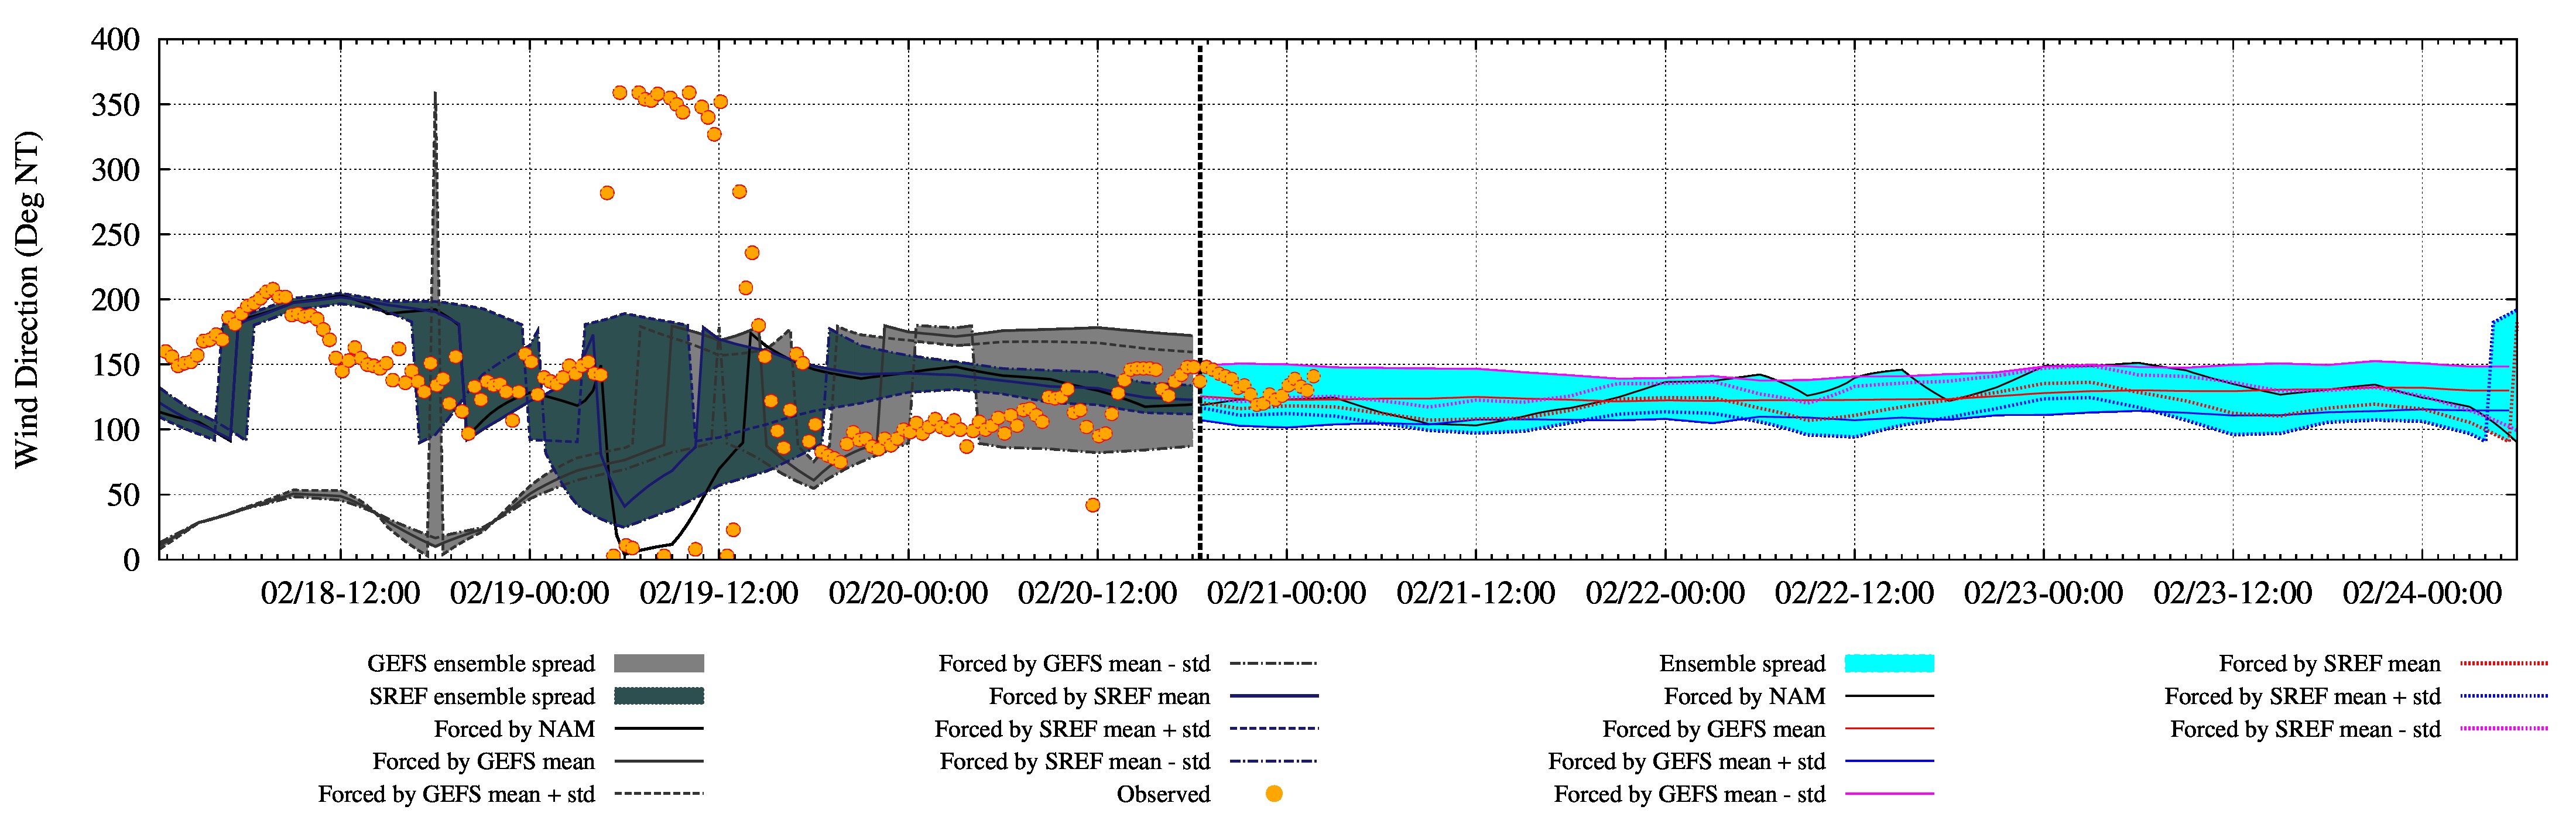 400
350
300
250
200
150
100
50
0
Wind Direction (Deg NT)
02/18-12:00 02/19-00:00 02/19-12:00 02/20-00:00 02/20-12:00 02/21-00:00 02/21-12:00 02/22-00:00 02/22-12:00 02/23-00:00 02/23-12:00 02/24-00:00
GEFS ensemble spread
SREF ensemble spread
Forced by NAM
Forced by GEFS mean
Forced by GEFS mean + std
Forced by GEFS mean - std
Forced by SREF mean
Forced by SREF mean + std
Forced by SREF mean - std
Observed
Ensemble spread
Forced by NAM
Forced by GEFS mean
Forced by GEFS mean + std
Forced by GEFS mean - std
Forced by SREF mean
Forced by SREF mean + std
Forced by SREF mean - std